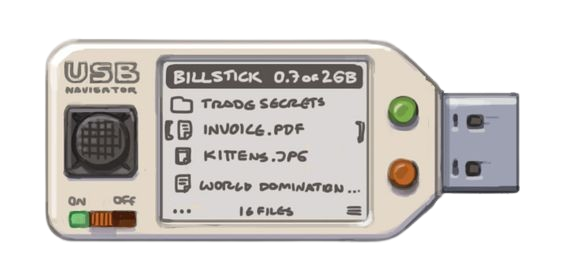 USB
NAVIGATOR
BILLSTICK 0.7 of 2GB
TRADE SECRETS
[INVOICE.PDF]
KITTENS.JPG
WORLD DOMINATION...
ON OFF
... 16 FILES